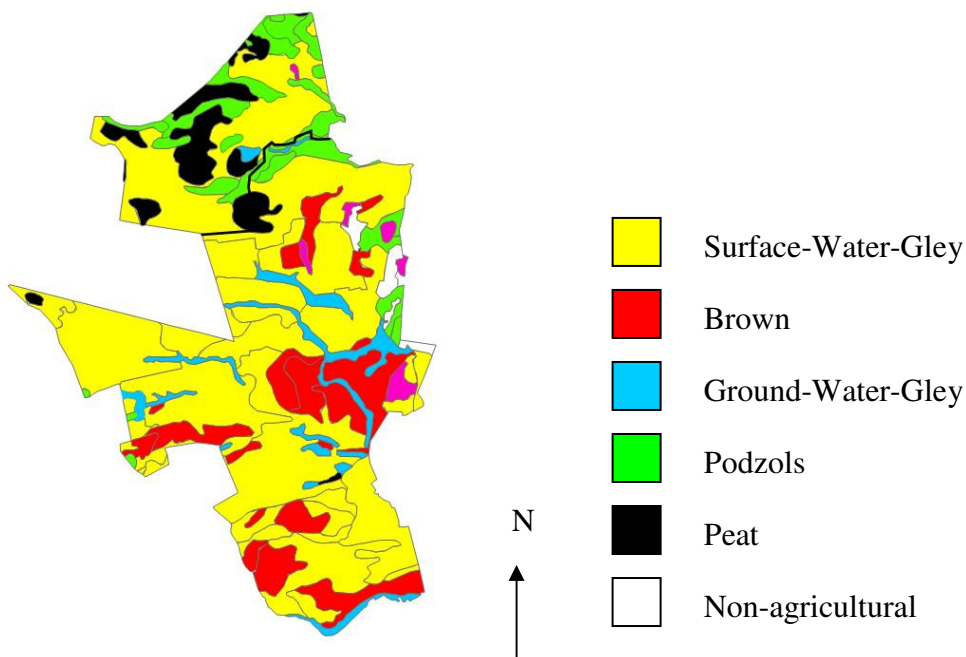 Surface-Water-Gley
Brown
Ground-Water-Gley
Podzols
N
Peat
Non-agricultural